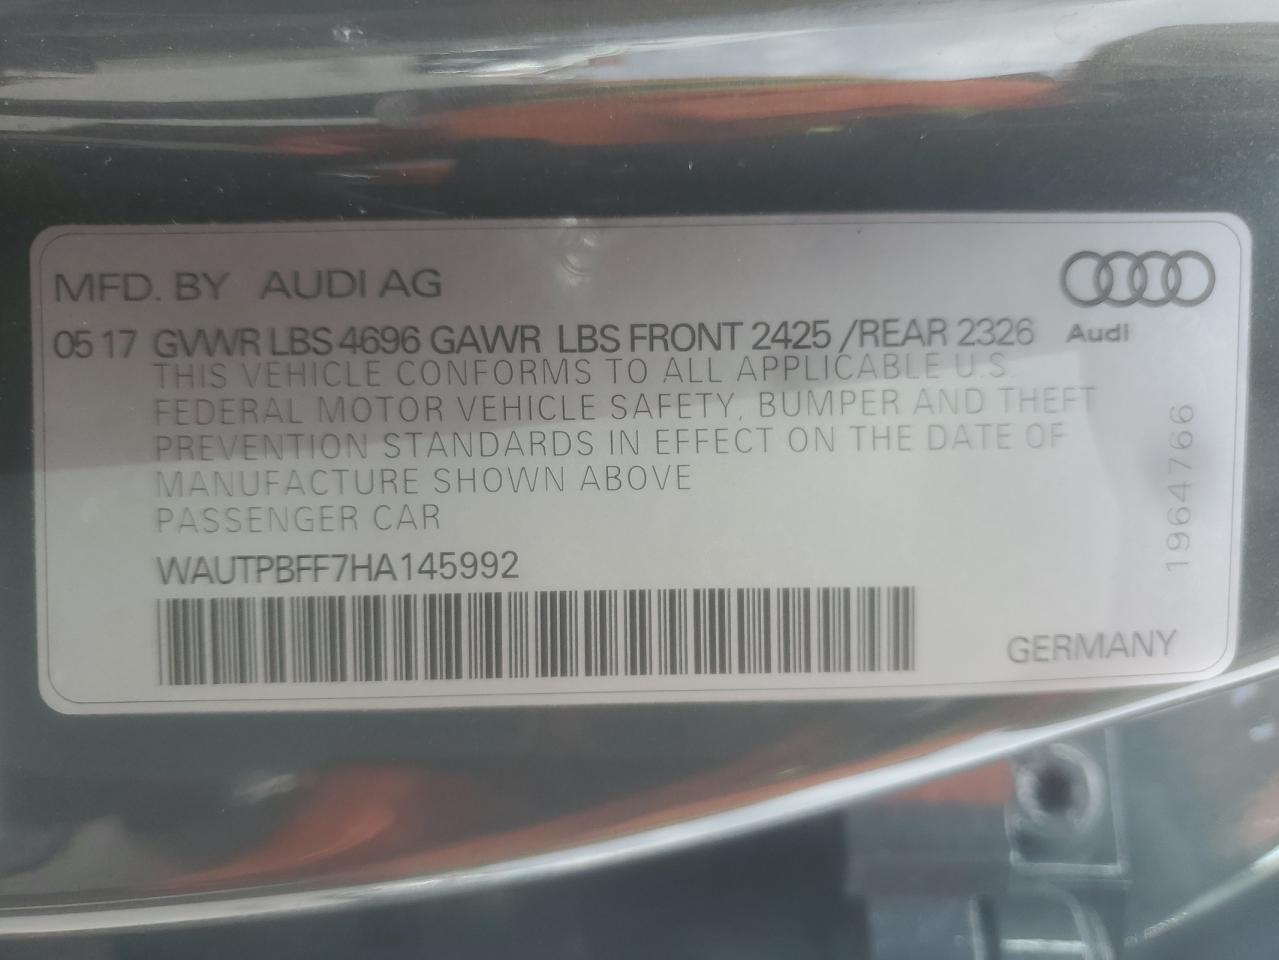 MFD. BY AUDI AG
05 17 GVWR LBS 4696 GAWR LBS FRONT 2425 /REAR 2326
Audi
THIS VEHICLE CONFORMS TO ALL APPLICABLE U.S.
FEDERAL MOTOR VEHICLE SAFETY, BUMPER AND THEFT
PREVENTION STANDARDS IN EFFECT ON THE DATE OF
MANUFACTURE SHOWN ABOVE
PASSENGER CAR
WAUTPBFF7HA145992
1964766
GERMANY